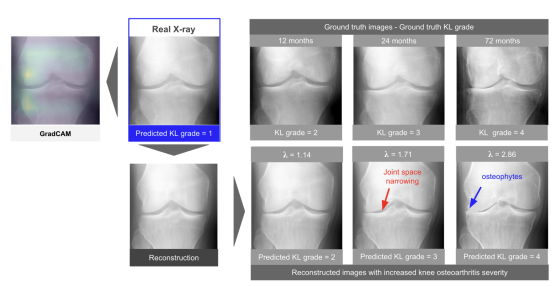 Real X-ray
Ground truth images - Ground truth KL grade
12 months
24 months
72 months
GradCAM
Predicted KL grade = 1
KL grade = 2
KL grade = 3
KL grade = 4
λ = 1.14
λ = 1.71
λ = 2.86
Joint space
narrowing
osteophytes
Reconstruction
Predicted KL grade = 2
Predicted KL grade = 3
Predicted KL grade = 4
Reconstructed images with increased knee osteoarthritis severity